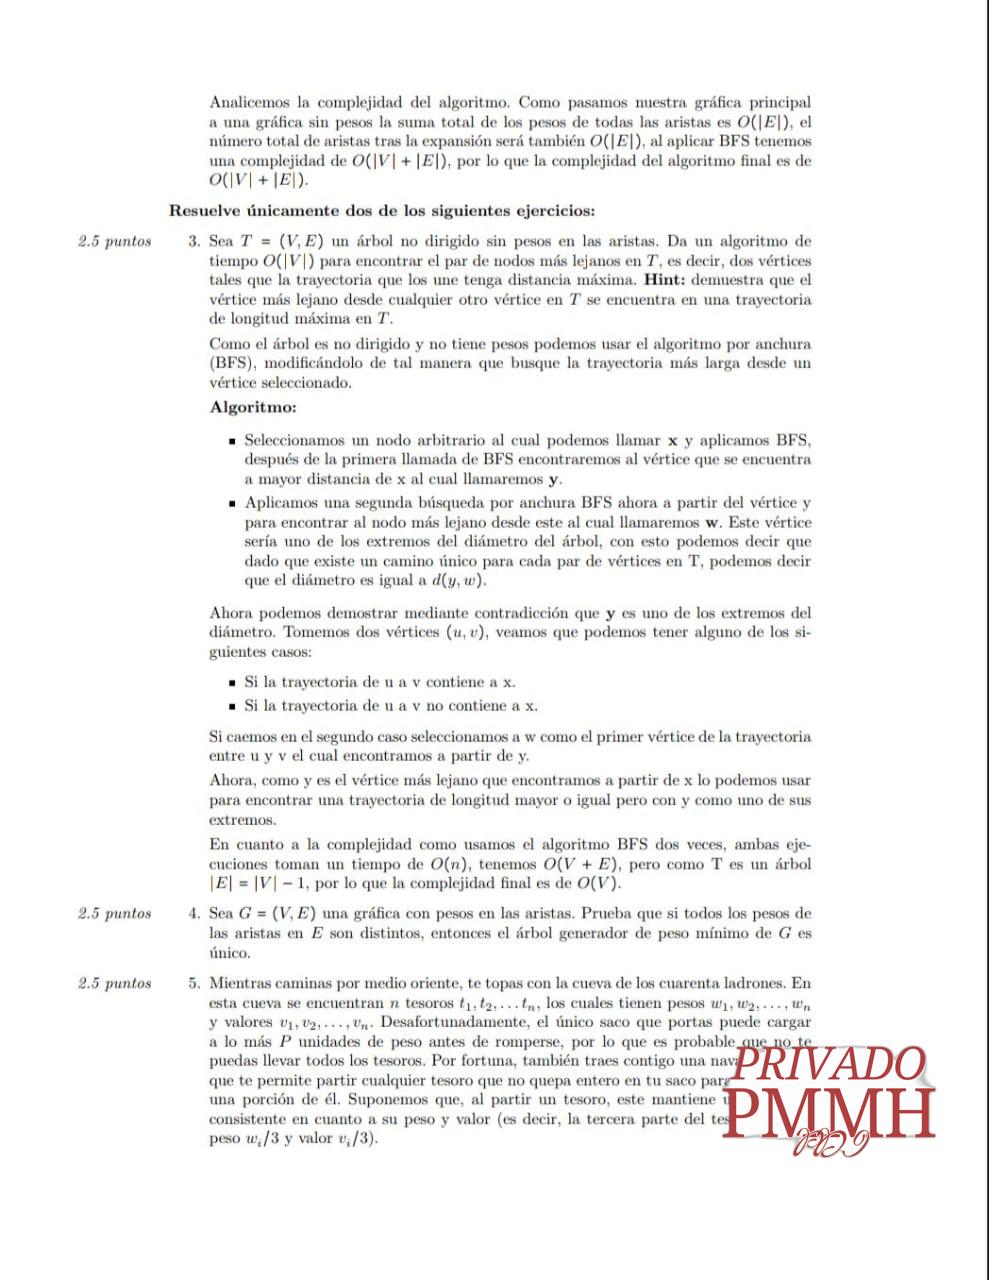 Analicemos la complejidad del algoritmo. Como pasamos nuestra gráfica principal
a una gráfica sin pesos la suma total de los pesos de todas las aristas es O(|E|), el
número total de aristas tras la expansión será también O(|E|), al aplicar BFS tenemos
una complejidad de O(|V| + |E|), por lo que la complejidad del algoritmo final es de
O(|V| + |E|).
Resuelve únicamente dos de los siguientes ejercicios:
2.5 puntos 3. Sea T = (V, E) un árbol no dirigido sin pesos en las aristas. Da un algoritmo de
tiempo O(|V|) para encontrar el par de nodos más lejanos en T, es decir, dos vértices
tales que la trayectoria que los une tenga distancia máxima. Hint: demuestra que el
vértice más lejano desde cualquier otro vértice en T se encuentra en una trayectoria
de longitud máxima en T.
Como el árbol es no dirigido y no tiene pesos podemos usar el algoritmo por anchura
(BFS), modificándolo de tal manera que busque la trayectoria más larga desde un
vértice seleccionado.
Algoritmo:
▪ Seleccionamos un nodo arbitrario al cual podemos llamar x y aplicamos BFS,
después de la primera llamada de BFS encontraremos al vértice que se encuentra
a mayor distancia de x al cual llamaremos y.
▪ Aplicamos una segunda búsqueda por anchura BFS ahora a partir del vértice y
para encontrar al nodo más lejano desde este al cual llamaremos w. Este vértice
sería uno de los extremos del diámetro del árbol, con esto podemos decir que
dado que existe un camino único para cada par de vértices en T, podemos decir
que el diámetro es igual a d(y, w).
Ahora podemos demostrar mediante contradicción que y es uno de los extremos del
diámetro. Tomemos dos vértices (u, v), veamos que podemos tener alguno de los si-
guientes casos:
▪ Si la trayectoria de u a v contiene a x.
▪ Si la trayectoria de u a v no contiene a x.
Si caemos en el segundo caso seleccionamos a w como el primer vértice de la trayectoria
entre u y v el cual encontramos a partir de y.
Ahora, como y es el vértice más lejano que encontramos a partir de x lo podemos usar
para encontrar una trayectoria de longitud mayor o igual pero con y como uno de sus
extremos.
En cuanto a la complejidad como usamos el algoritmo BFS dos veces, ambas eje-
cuciones toman un tiempo de O(n), tenemos O(V + E), pero como T es un árbol
|E| = |V| − 1, por lo que la complejidad final es de O(V).
2.5 puntos 4. Sea G = (V, E) una gráfica con pesos en las aristas. Prueba que si todos los pesos de
las aristas en E son distintos, entonces el árbol generador de peso mínimo de G es
único.
2.5 puntos 5. Mientras caminas por medio oriente, te topas con la cueva de los cuarenta ladrones. En
esta cueva se encuentran n tesoros t₁, t₂, . . . tₙ, los cuales tienen pesos w₁, w₂, . . . , wₙ
y valores v₁, v₂, . . . , vₙ. Desafortunadamente, el único saco que portas puede cargar
a lo más P unidades de peso antes de romperse, por lo que es probable que no te
puedas llevar todos los tesoros. Por fortuna, también traes contigo una
que te permite partir cualquier tesoro que no quepa entero en tu saco
una porción de él. Suponemos que, al partir un tesoro, este mantiene
consistente en cuanto a su peso y valor (es decir, la tercera parte del
peso wᵢ/3 y valor vᵢ/3).
PRIVADO
PMMH